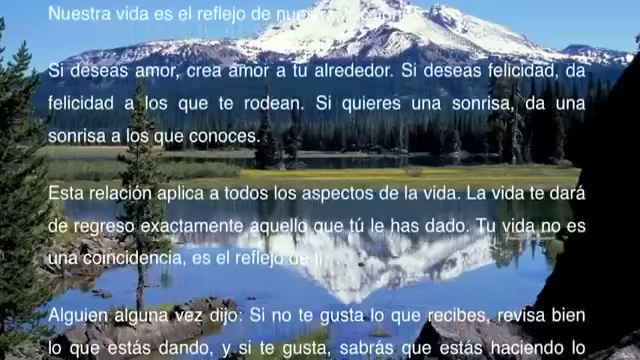 Nuestra vida es el reflejo de
Si deseas amor, crea amor a tu alrededor. Si deseas felicidad, da
felicidad a los que te rodean. Si quieres una sonrisa, da una
sonrisa a los que conoces.
Esta relación aplica a todos los aspectos de la vida. La vida te dará
de regreso exactamente aquello que tú le has dado. Tu vida no es
una coincidencia, es el reflejo de
Alguien alguna vez dijo: Si no te gusta lo que recibes, revisa bien
lo que estás dando, y si te gusta, sabrás que estás haciendo lo